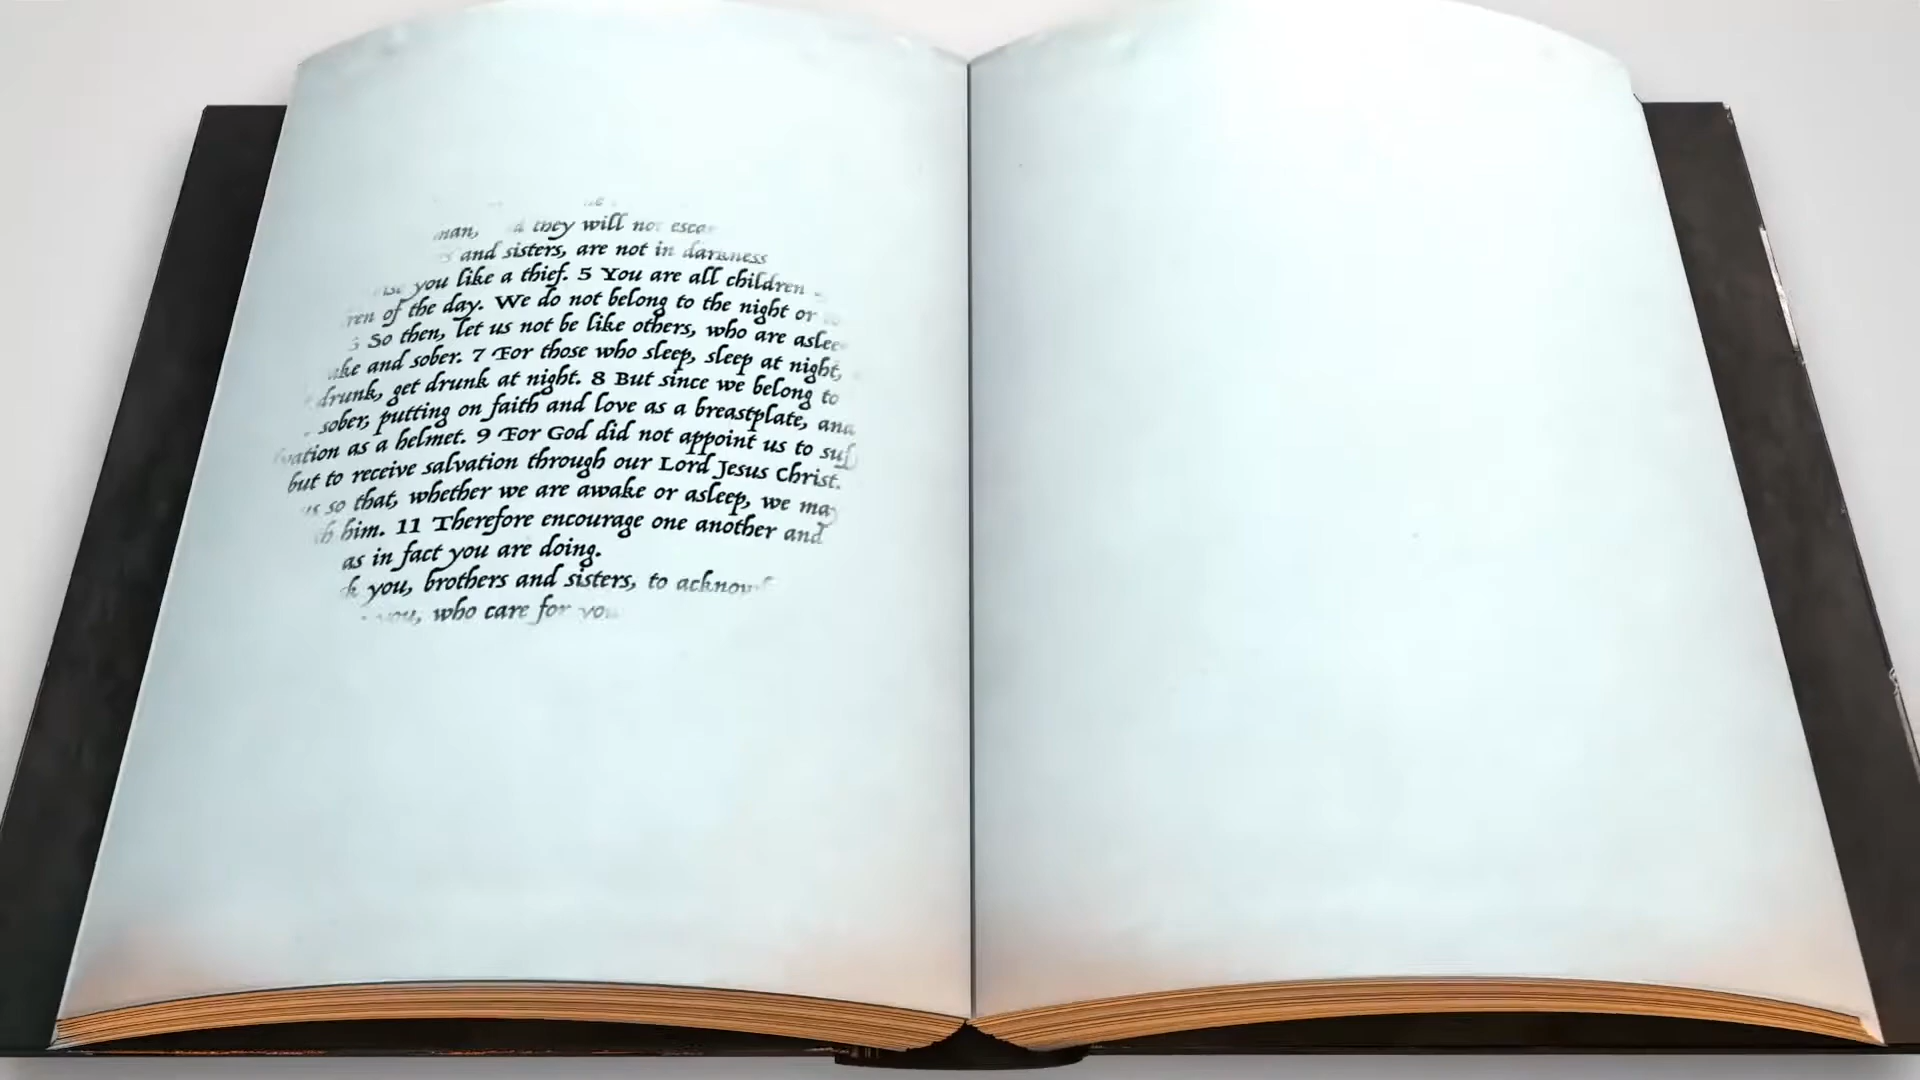 they will not
and sisters, are not in darkness
you like a thief. 5 You are all children
of the day. We do not belong to the night or
So then, let us not be like others, who are
and sober. 7 For those who sleep, sleep at night,
drunk, get drunk at night. 8 But since we belong to
sober, putting on faith and love as a breastplate, and
as a helmet. 9 For God did not appoint us to
but to receive salvation through our Lord Jesus Christ.
so that, whether we are awake or asleep, we
him. 11 Therefore encourage one another and
as in fact you are doing.
you, brothers and sisters, to
you, who care for